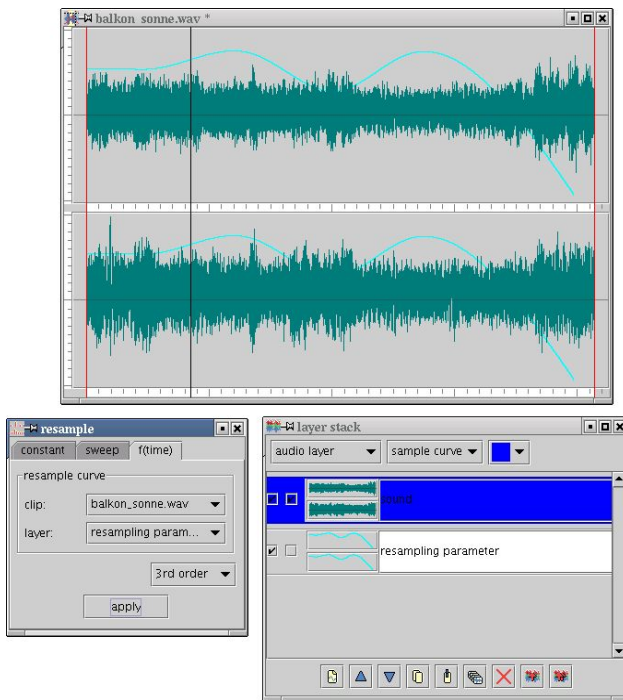 balkon_sonne.wav *
resample
constant sweep f(time)
resample curve
clip: balkon_sonne.wav
layer: resampling param...
3rd order
apply
layer stack
audio layer sample curve
sound
resampling parameter